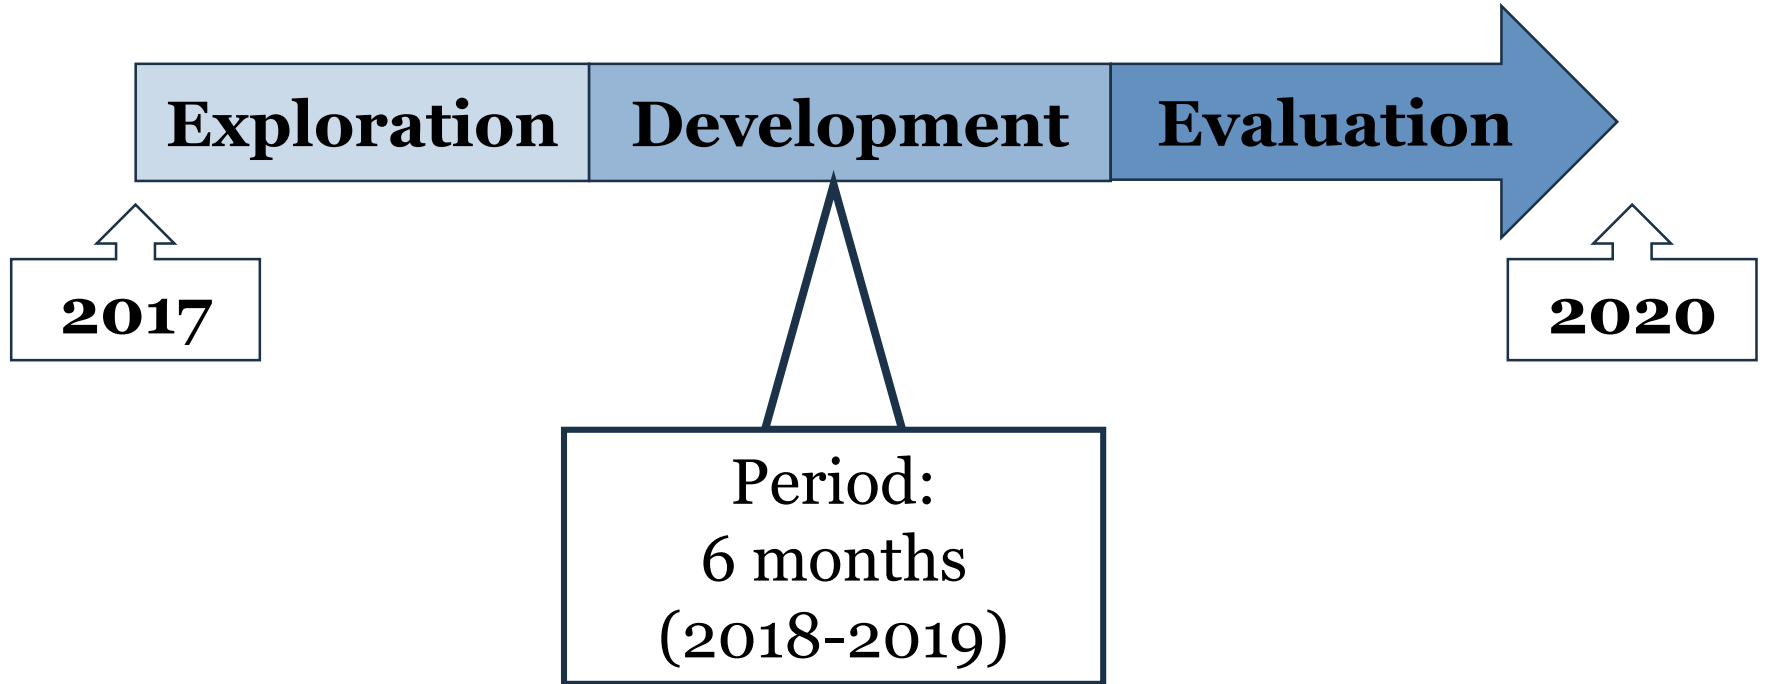 Exploration
Development
Evaluation
2017
2020
Period:
6 months
(2018-2019)